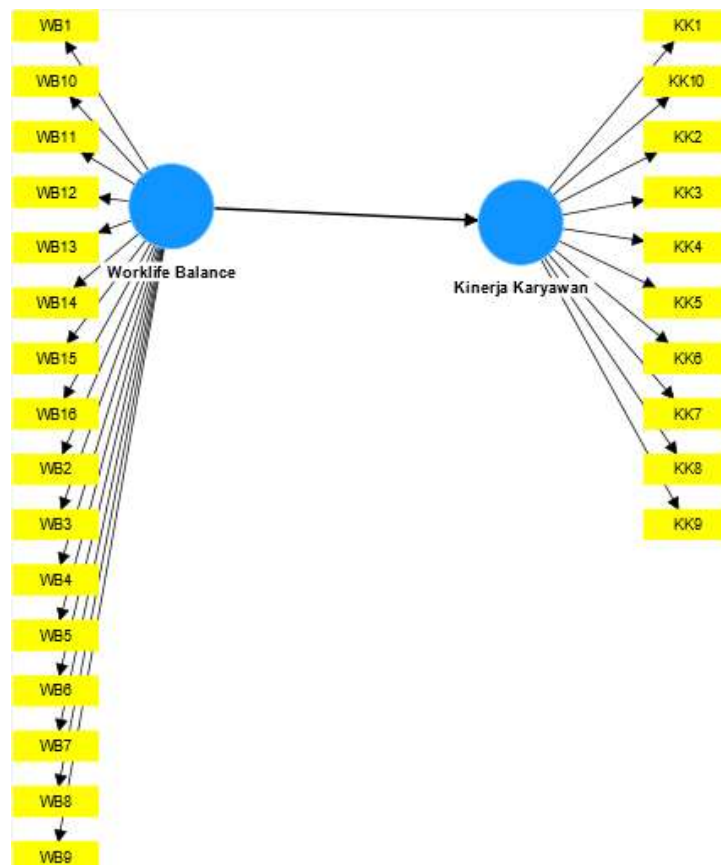 WB1
WB10
WB11
WB12
WB13
WB14
WB15
WB16
WB2
WB3
WB4
WB5
WB6
WB7
WB8
WB9
Worklife Balance
Kinerja Karyawan
KK1
KK10
KK2
KK3
KK4
KK5
KK6
KK7
KK8
KK9